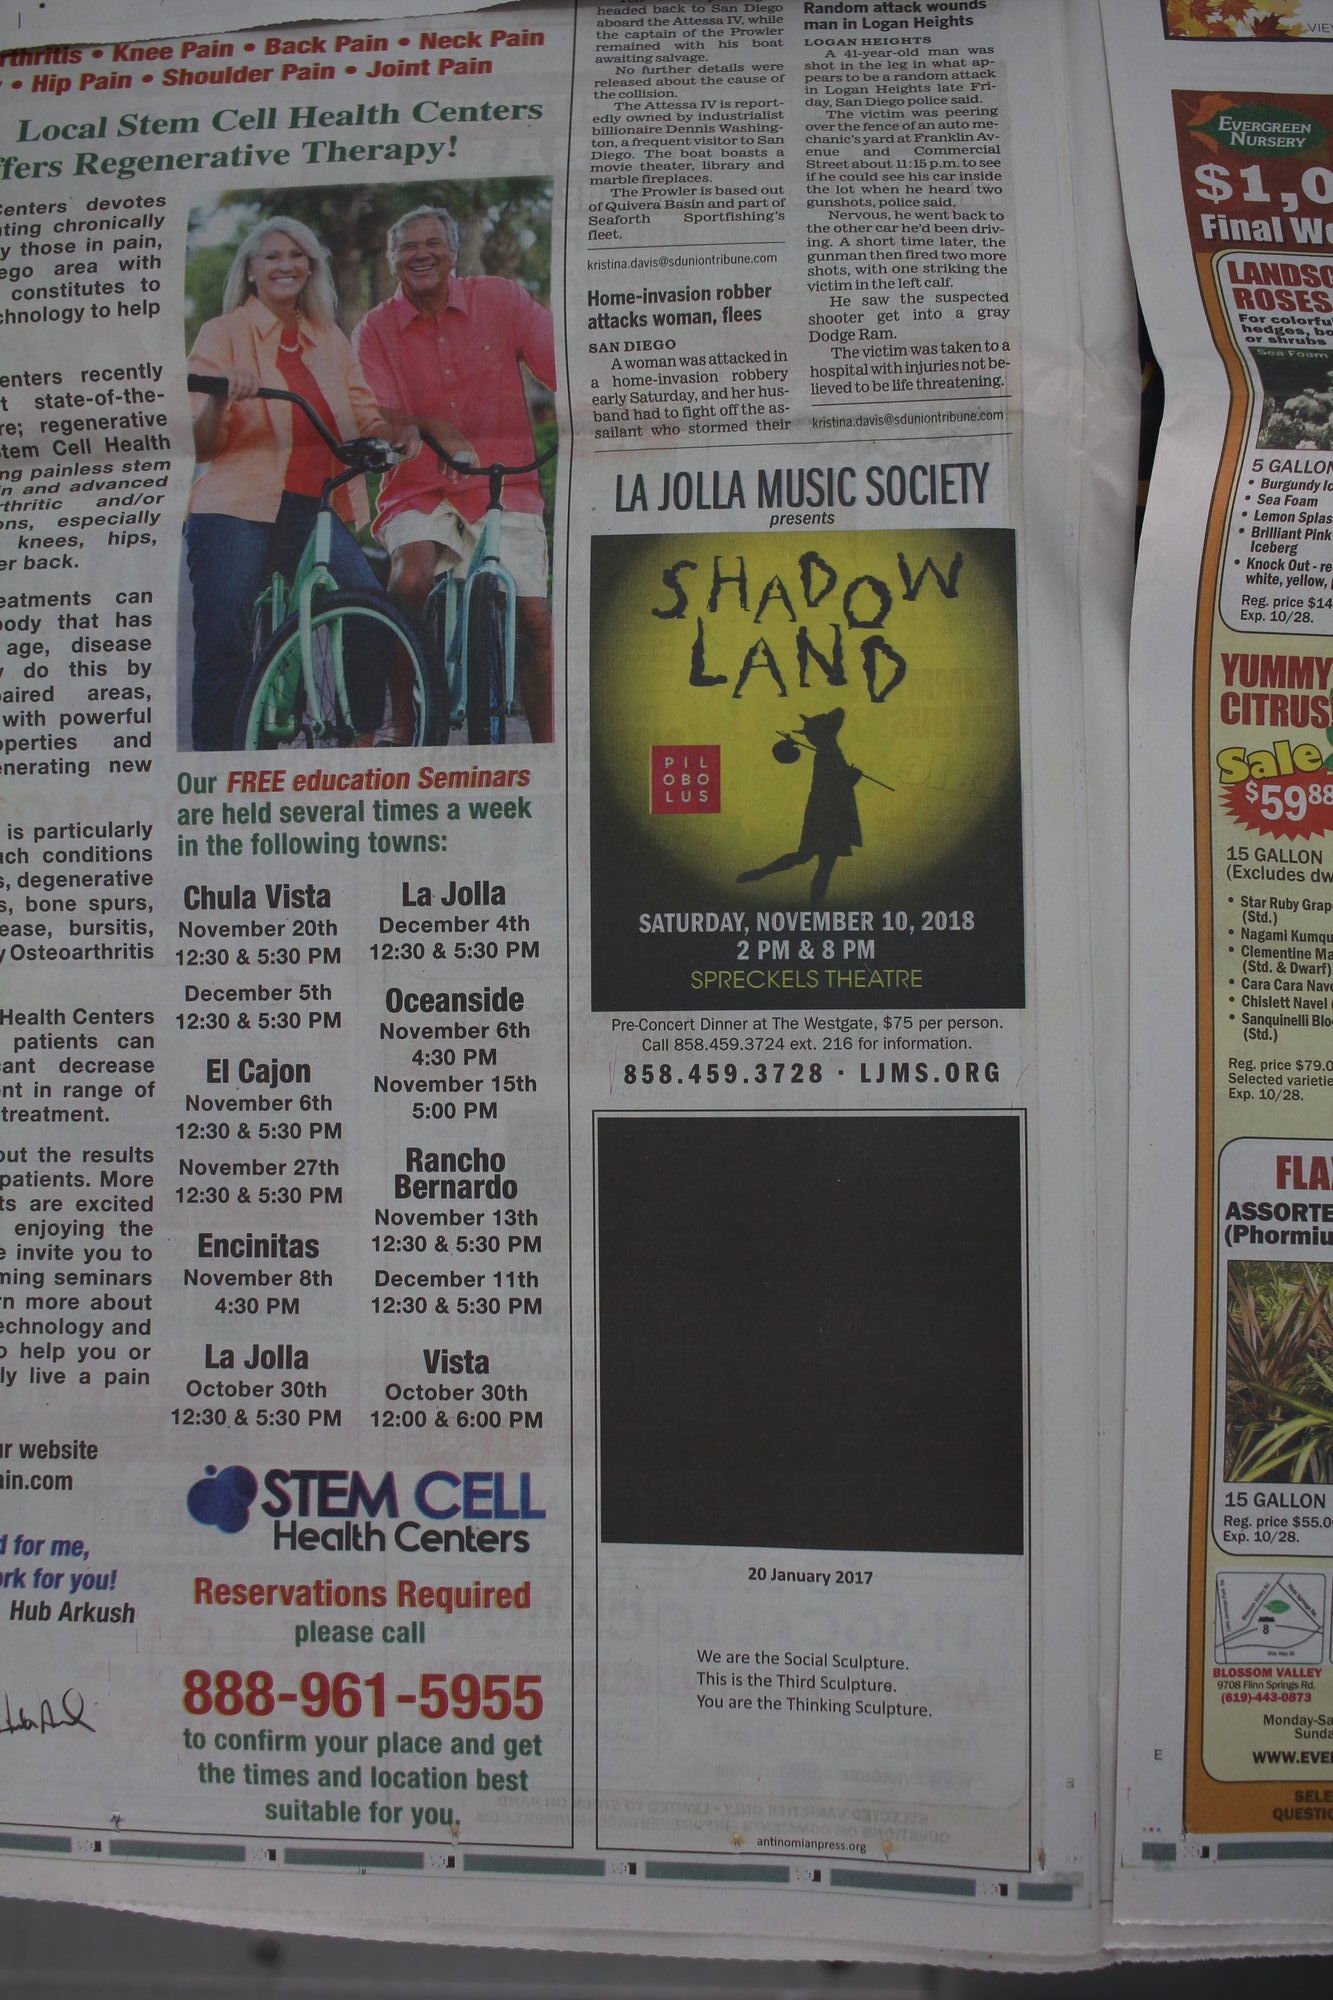 rthritis • Knee Pain • Back Pain • Neck Pain
• Hip Pain • Shoulder Pain • Joint Pain
Local Stem Cell Health Centers
ffers Regenerative Therapy!
Centers devotes
ting chronically
y those in pain,
ego area with
constitutes to
chnology to help
enters recently
t state-of-the-
re; regenerative
Stem Cell Health
ng painless stem
in and advanced
rthritic and/or
ons, especially
knees, hips,
er back.
eatments can
body that has
age, disease
y do this by
paired areas,
with powerful
operties and
enerating new
is particularly
uch conditions
s, degenerative
s, bone spurs,
ease, bursitis,
y Osteoarthritis
Health Centers
patients can
cant decrease
ent in range of
treatment.
out the results
patients. More
ts are excited
enjoying the
e invite you to
ming seminars
rn more about
echnology and
o help you or
ly live a pain
ur website
ain.com
d for me,
ork for you!
Hub Arkush
Our FREE education Seminars
are held several times a week
in the following towns:
Chula Vista
November 20th
12:30 & 5:30 PM
December 5th
12:30 & 5:30 PM
El Cajon
November 6th
12:30 & 5:30 PM
November 27th
12:30 & 5:30 PM
Encinitas
November 8th
4:30 PM
La Jolla
October 30th
12:30 & 5:30 PM
La Jolla
December 4th
12:30 & 5:30 PM
Oceanside
November 6th
4:30 PM
November 15th
5:00 PM
Rancho
Bernardo
November 13th
12:30 & 5:30 PM
December 11th
12:30 & 5:30 PM
Vista
October 30th
12:00 & 6:00 PM
STEM CELL
Health Centers
Reservations Required
please call
888-961-5955
to confirm your place and get
the times and location best
suitable for you.
headed back to San Diego
aboard the Attessa IV, while
the captain of the Prowler
remained with his boat
awaiting salvage.
No further details were
released about the cause of
the collision.
The Attessa IV is report-
edly owned by industrialist
billionaire Dennis Washing-
ton, a frequent visitor to San
Diego. The boat boasts a
movie theater, library and
marble fireplaces.
The Prowler is based out
of Quivera Basin and part of
Seaforth Sportfishing's
fleet.
kristina.davis@sduniontribune.com
Home-invasion robber
attacks woman, flees
SAN DIEGO
A woman was attacked in
a home-invasion robbery
early Saturday, and her hus-
band had to fight off the as-
sailant who stormed their
Random attack wounds
man in Logan Heights
LOGAN HEIGHTS
A 41-year-old man was
shot in the leg in what ap-
pears to be a random attack
in Logan Heights late Fri-
day, San Diego police said.
The victim was peering
over the fence of an auto me-
chanic's yard at Franklin Av-
enue and Commercial
Street about 11:15 p.m. to see
if he could see his car inside
the lot when he heard two
gunshots, police said.
Nervous, he went back to
the other car he'd been driv-
ing. A short time later, the
gunman then fired two more
shots, with one striking the
victim in the left calf.
He saw the suspected
shooter get into a gray
Dodge Ram.
The victim was taken to a
hospital with injuries not be-
lieved to be life threatening.
kristina.davis@sduniontribune.com
LA JOLLA MUSIC SOCIETY
presents
SHADOW
LAND
PIL
OBO
LUS
SATURDAY, NOVEMBER 10, 2018
2 PM & 8 PM
SPRECKELS THEATRE
Pre-Concert Dinner at The Westgate, $75 per person.
Call 858.459.3724 ext. 216 for information.
858.459.3728 · LJMS.ORG
20 January 2017
We are the Social Sculpture.
This is the Third Sculpture.
You are the Thinking Sculpture.
antinomianpress.org
VIE
EVERGREEN
NURSERY
$1,0
Final We
LANDSC
ROSES
For colorfu
hedges, bo
or shrubs
Sea Foam
5 GALLON
• Burgundy Ic
• Sea Foam
• Lemon Splas
• Brilliant Pink
Iceberg
• Knock Out - re
white, yellow,
Reg. price $14
Exp. 10/28.
YUMMY
CITRUS
Sale
$59.88
15 GALLON
(Excludes dw
• Star Ruby Grap
(Std.)
• Nagami Kumqu
• Clementine Ma
(Std. & Dwarf)
• Cara Cara Nave
• Chislett Navel
• Sanquinelli Blo
(Std.)
Reg. price $79.0
Selected varietie
Exp. 10/28.
FLA
ASSORTE
(Phormiu
15 GALLON
Reg. price $55.0
Exp. 10/28.
8
BLOSSOM VALLEY
9708 Flinn Springs Rd.
(619)-443-0873
Monday-Sa
Sunda
WWW.EVE
SELE
QUESTIO
E